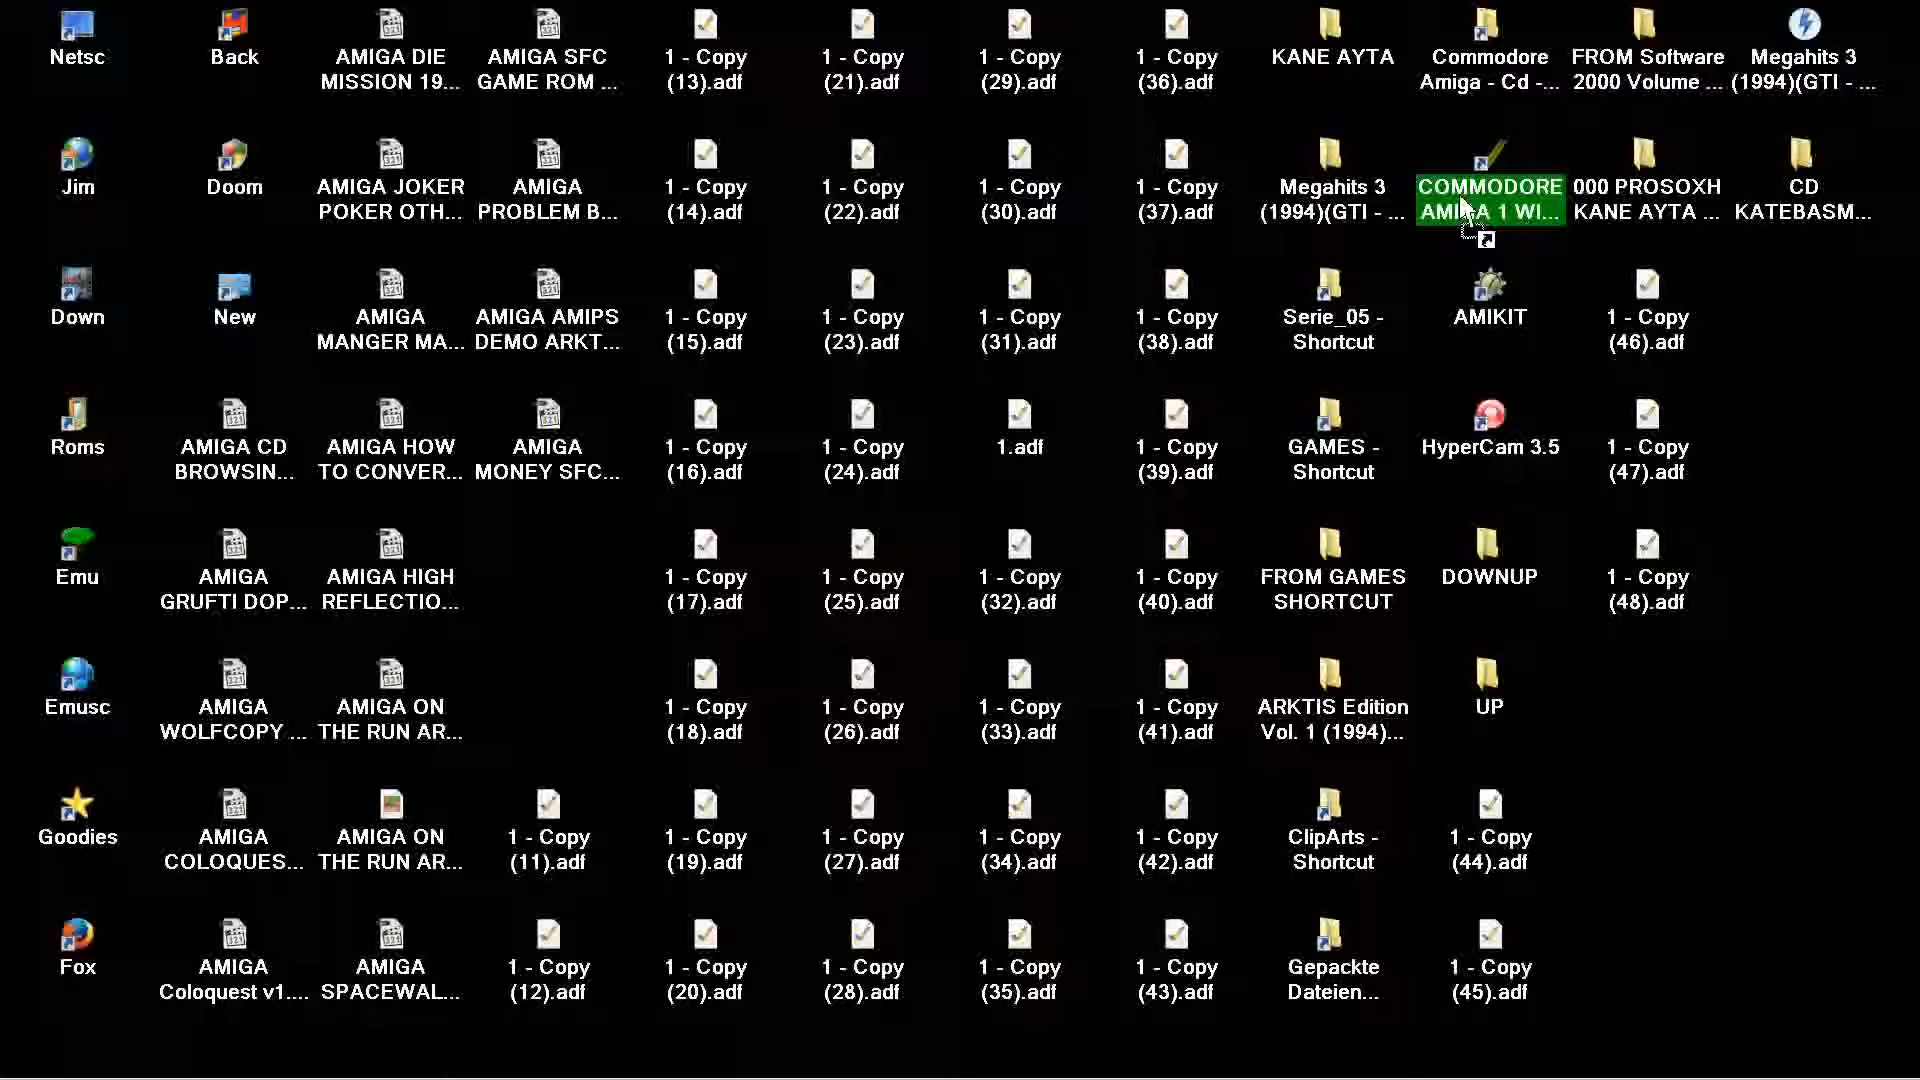 Netsc
Back
AMIGA DIE
MISSION 19...
AMIGA SFC
GAME ROM ...
1 - Copy
(13).adf
1 - Copy
(21).adf
1 - Copy
(29).adf
1 - Copy
(36).adf
KANE AYTA
Commodore
Amiga - Cd -...
FROM Software
2000 Volume ...
Megahits 3
(1994)(GTI - ...
Jim
Doom
AMIGA JOKER
POKER OTH...
AMIGA
PROBLEM B...
1 - Copy
(14).adf
1 - Copy
(22).adf
1 - Copy
(30).adf
1 - Copy
(37).adf
Megahits 3
(1994)(GTI - ...
COMMODORE
AMIGA 1 WI...
000 PROSOXH
KANE AYTA ...
CD
KATEBASM...
Down
New
AMIGA
MANGER MA...
AMIGA AMIPS
DEMO ARKT...
1 - Copy
(15).adf
1 - Copy
(23).adf
1 - Copy
(31).adf
1 - Copy
(38).adf
Serie_05 -
Shortcut
AMIKIT
1 - Copy
(46).adf
Roms
AMIGA CD
BROWSIN...
AMIGA HOW
TO CONVER...
AMIGA
MONEY SFC...
1 - Copy
(16).adf
1 - Copy
(24).adf
1.adf
1 - Copy
(39).adf
GAMES -
Shortcut
HyperCam 3.5
1 - Copy
(47).adf
Emu
AMIGA
GRUFTI DOP...
AMIGA HIGH
REFLECTIO...
1 - Copy
(17).adf
1 - Copy
(25).adf
1 - Copy
(32).adf
1 - Copy
(40).adf
FROM GAMES
SHORTCUT
DOWNUP
1 - Copy
(48).adf
Emusc
AMIGA
WOLFCOPY ...
AMIGA ON
THE RUN AR...
1 - Copy
(18).adf
1 - Copy
(26).adf
1 - Copy
(33).adf
1 - Copy
(41).adf
ARKTIS Edition
Vol. 1 (1994)...
UP
Goodies
AMIGA
COLOQUES...
AMIGA ON
THE RUN AR...
1 - Copy
(11).adf
1 - Copy
(19).adf
1 - Copy
(27).adf
1 - Copy
(34).adf
1 - Copy
(42).adf
ClipArts -
Shortcut
1 - Copy
(44).adf
Fox
AMIGA
Coloquest v1....
AMIGA
SPACEWAL...
1 - Copy
(12).adf
1 - Copy
(20).adf
1 - Copy
(28).adf
1 - Copy
(35).adf
1 - Copy
(43).adf
Gepackte
Dateien...
1 - Copy
(45).adf